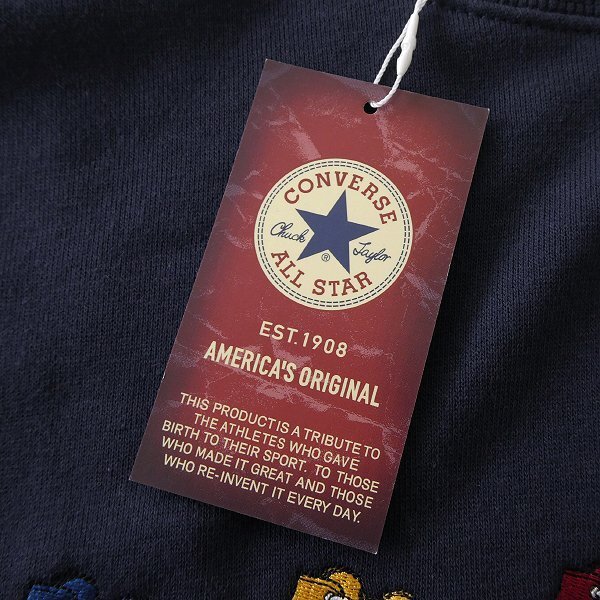 CONVERSE
Chuck Taylor
®
ALL STAR
EST.1908
AMERICA'S ORIGINAL
THIS PRODUCT IS A TRIBUTE TO
THE ATHLETES WHO GAVE
BIRTH TO THEIR SPORT. TO THOSE
WHO MADE IT GREAT AND THOSE
WHO RE-INVENT IT EVERY DAY.